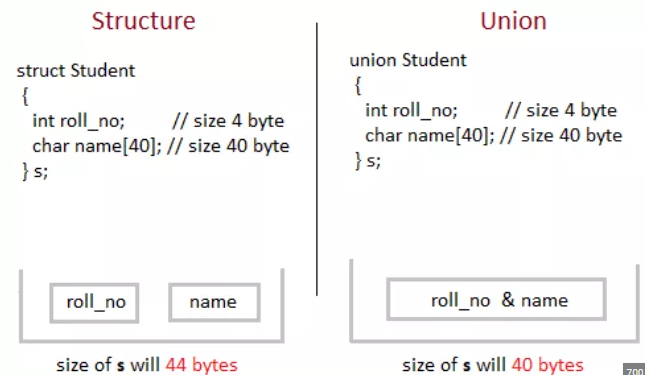 Structure
struct Student
{
int roll_no; // size 4 byte
char name[40]; // size 40 byte
} s;
roll_no name
size of s will 44 bytes
Union
union Student
{
int roll_no; // size 4 byte
char name[40]; // size 40 byte
} s;
roll_no & name
size of s will 40 bytes
700